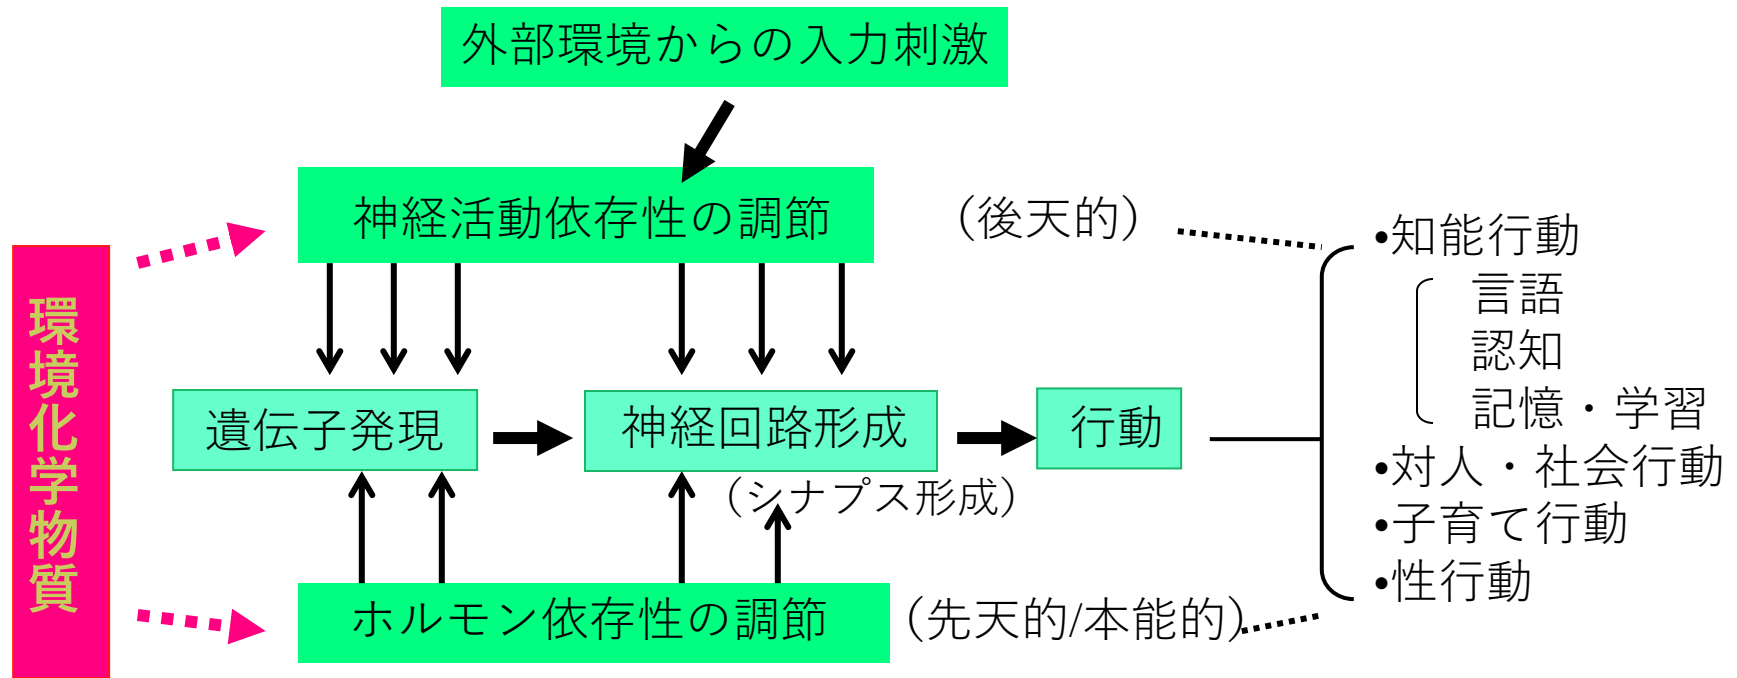 外部環境からの入力刺激
神経活動依存性の調節
（後天的）
環境化学物質
遺伝子発現
神経回路形成
（シナプス形成）
行動
ホルモン依存性の調節
（先天的/本能的）
•知能行動
言語
認知
記憶・学習
•対人・社会行動
•子育て行動
•性行動